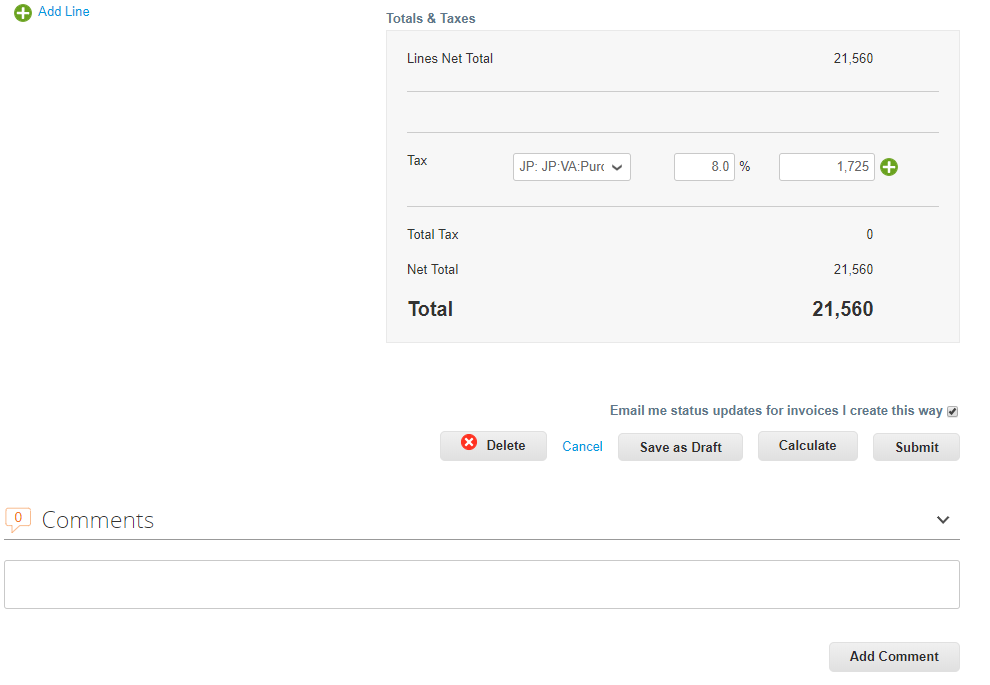 Add Line
Totals & Taxes
Lines Net Total 21,560
Tax JP: JP:VA:Purc 8.0 % 1,725
Total Tax 0
Net Total 21,560
Total 21,560
Email me status updates for invoices I create this way
Delete Cancel Save as Draft Calculate Submit
0 Comments
Add Comment